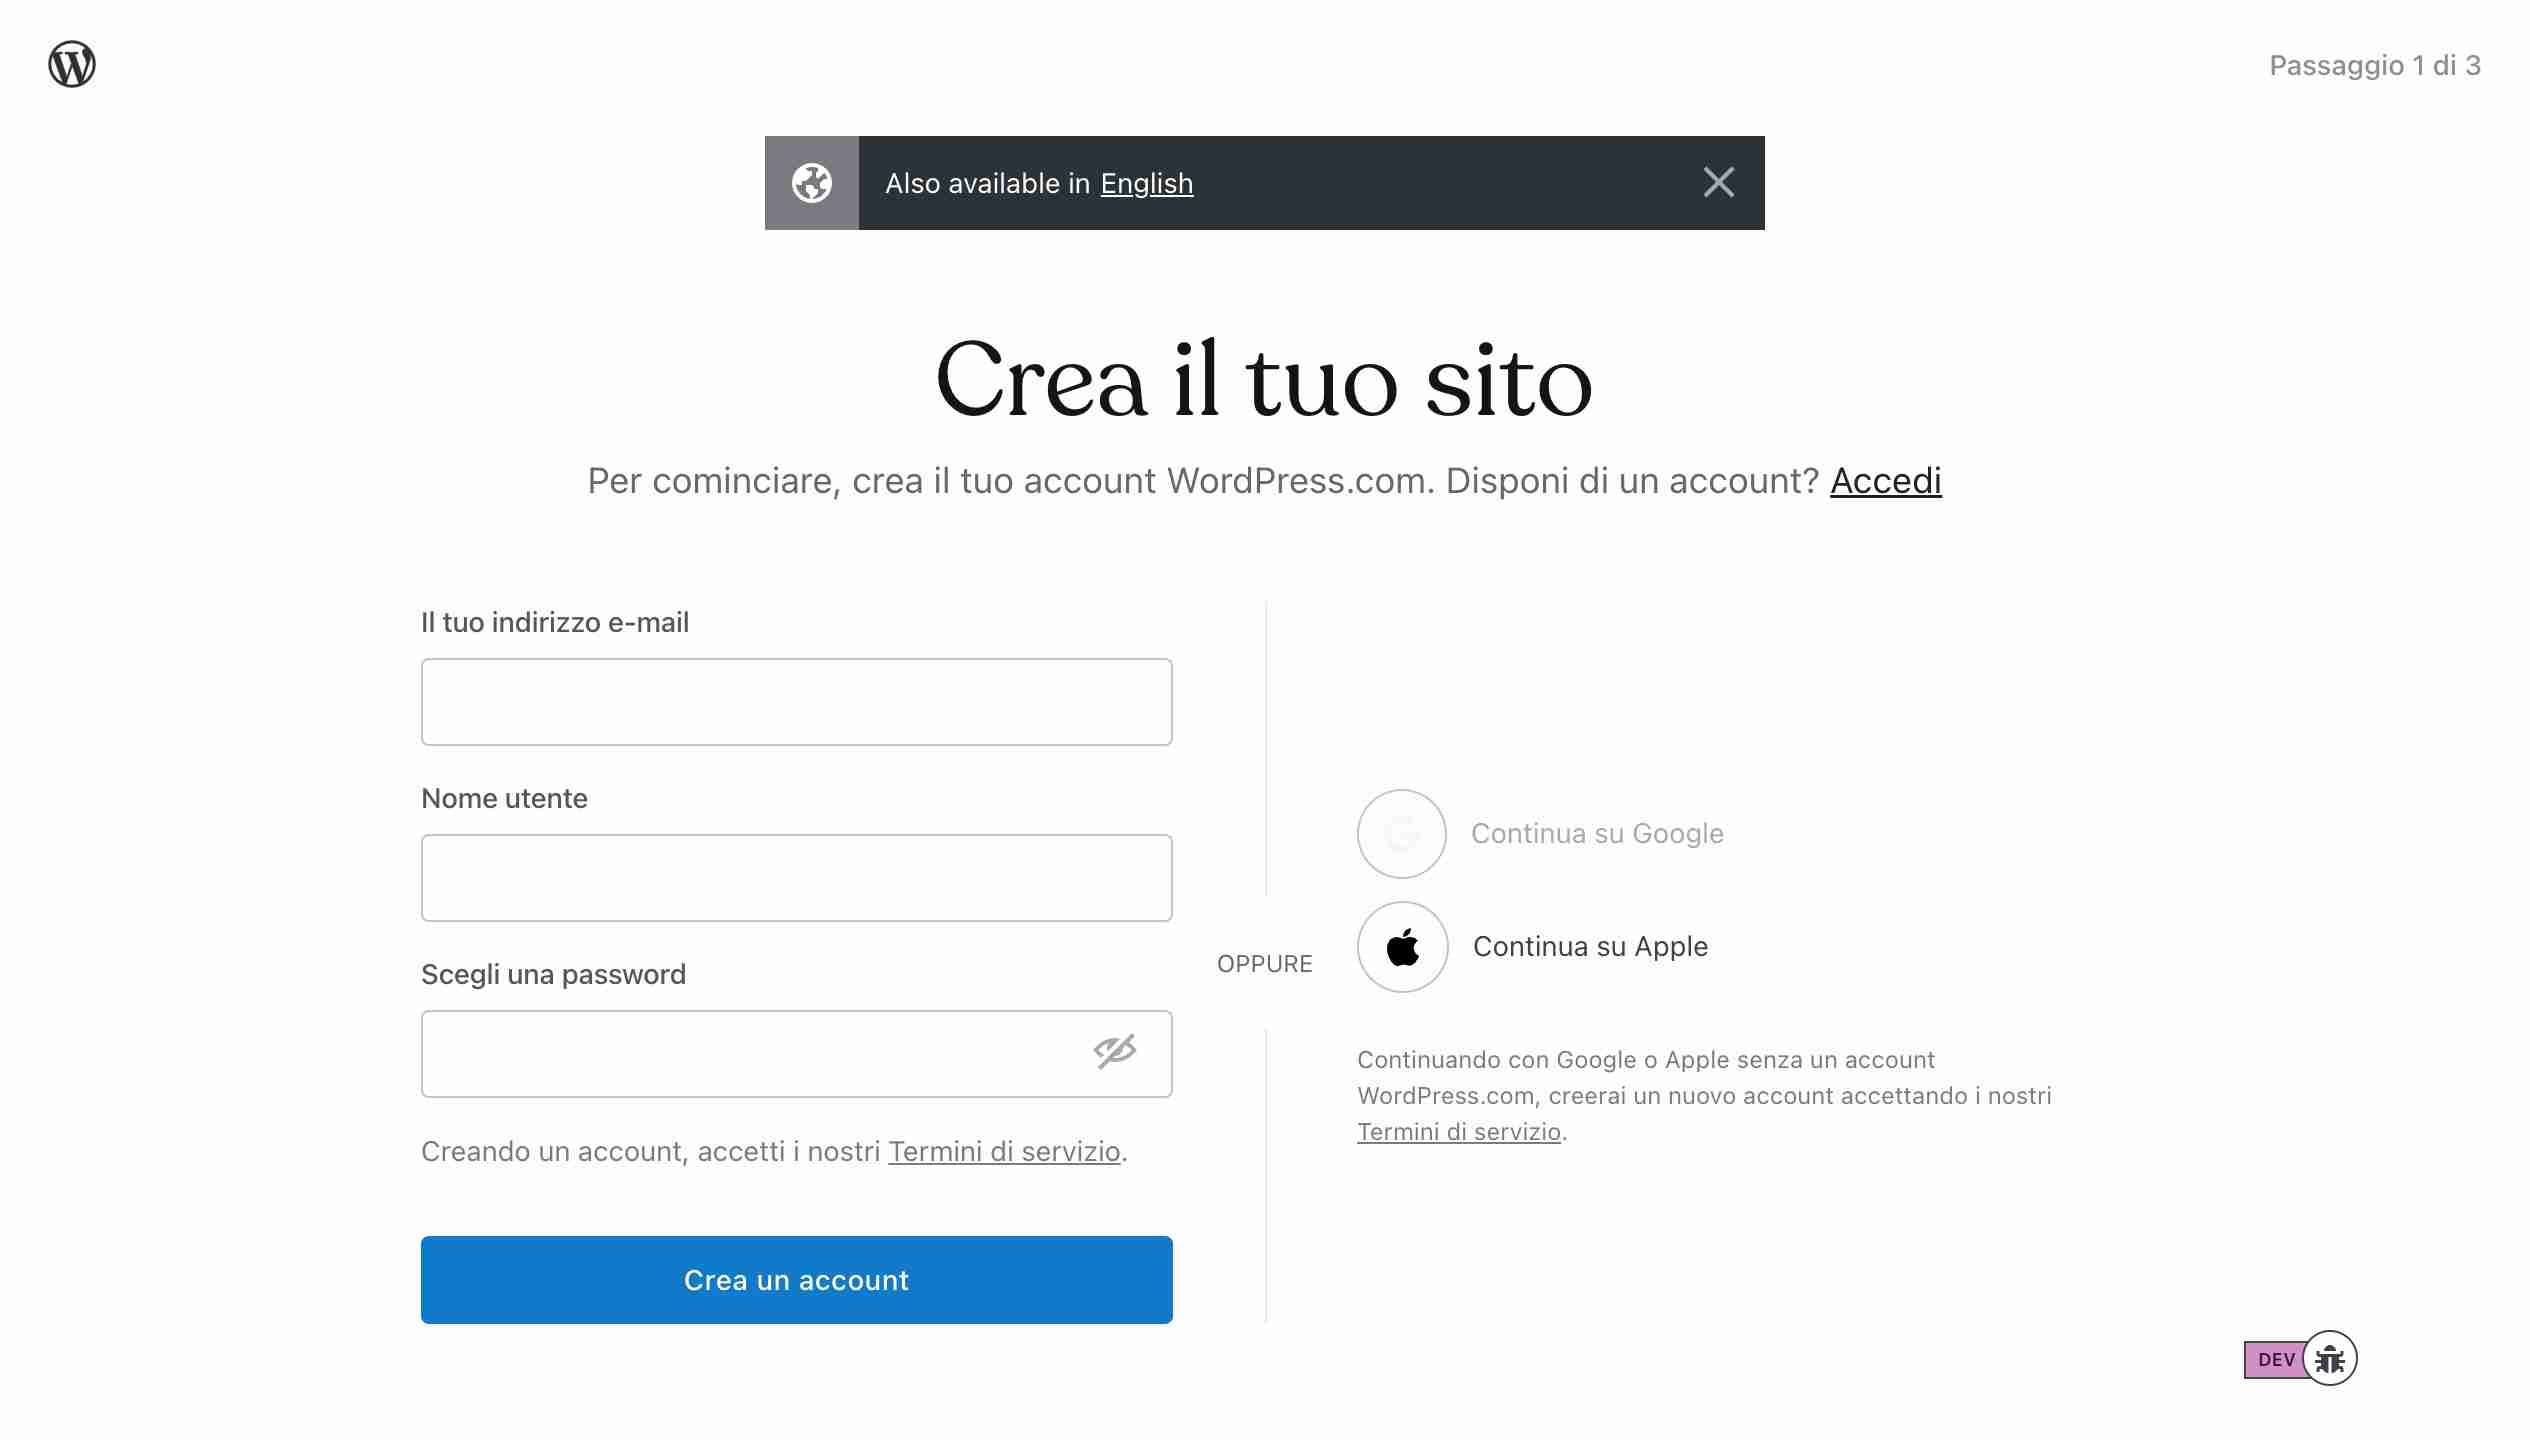 Passaggio 1 di 3
Also available in English
Crea il tuo sito
Per cominciare, crea il tuo account WordPress.com. Disponi di un account? Accedi
Il tuo indirizzo e-mail
Nome utente
Scegli una password
Creando un account, accetti i nostri Termini di servizio.
Crea un account
OPPURE
Continua su Google
Continua su Apple
Continuando con Google o Apple senza un account
WordPress.com, creerai un nuovo account accettando i nostri
Termini di servizio.
DEV